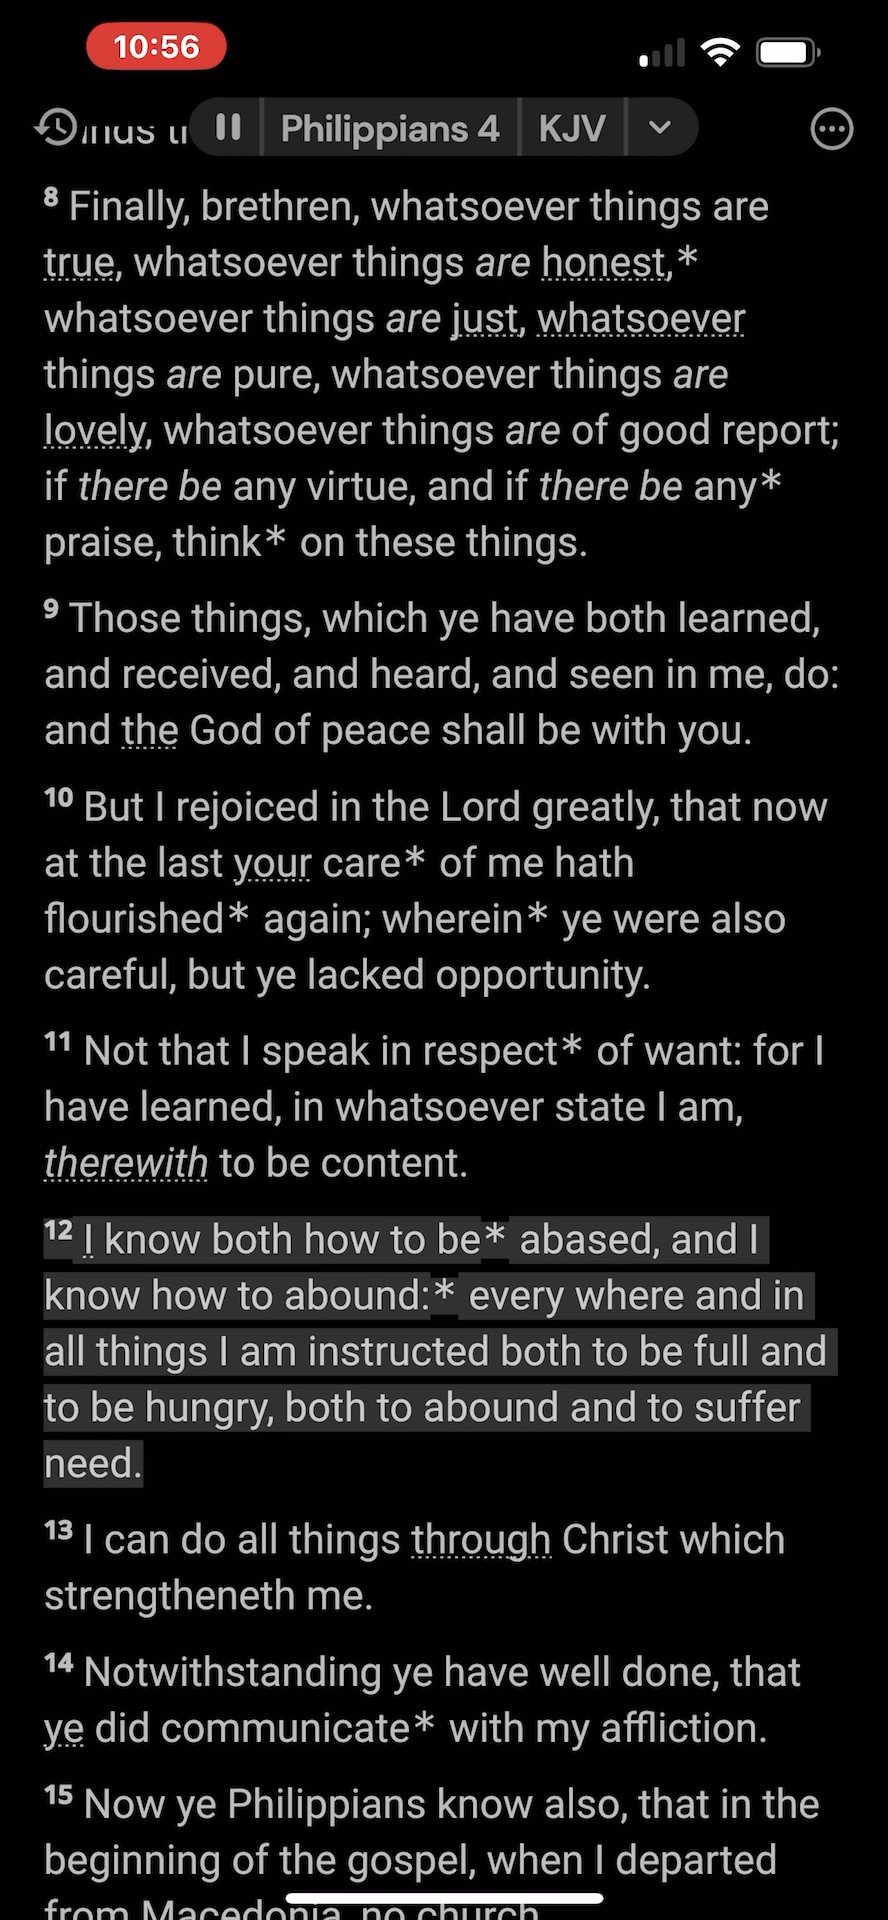 10:56
Philippians 4 KJV
8 Finally, brethren, whatsoever things are
true, whatsoever things are honest,*
whatsoever things are just, whatsoever
things are pure, whatsoever things are
lovely, whatsoever things are of good report;
if there be any virtue, and if there be any*
praise, think* on these things.
9 Those things, which ye have both learned,
and received, and heard, and seen in me, do:
and the God of peace shall be with you.
10 But I rejoiced in the Lord greatly, that now
at the last your care* of me hath
flourished* again; wherein* ye were also
careful, but ye lacked opportunity.
11 Not that I speak in respect* of want: for I
have learned, in whatsoever state I am,
therewith to be content.
12 I know both how to be* abased, and I
know how to abound:* every where and in
all things I am instructed both to be full and
to be hungry, both to abound and to suffer
need.
13 I can do all things through Christ which
strengtheneth me.
14 Notwithstanding ye have well done, that
ye did communicate* with my affliction.
15 Now ye Philippians know also, that in the
beginning of the gospel, when I departed
from Macedonia, no church